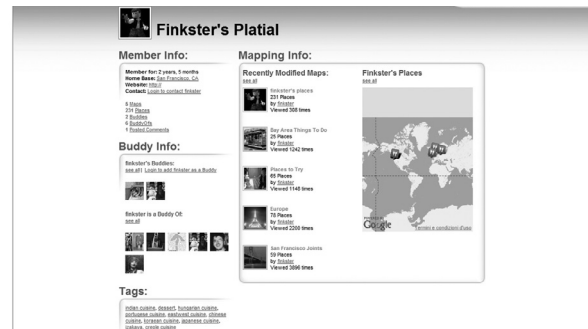 Finkster's Platial
Member Info:
Member for: 2 years, 5 months
Home Base: San Francisco, CA
Website: http://
Contact: Login to contact finkster
5 Maps
231 Places
2 Buddies
6 BuddyOfs
1 Posted Comments
Buddy Info:
finkster's Buddies:
see all | Login to add finkster as a Buddy
finkster is a Buddy Of:
see all
Tags:
indian cuisine, dessert, hungarian cuisine,
portuguese cuisine, eastwest cuisine, chinese
cuisine, korean cuisine, japanese cuisine,
izakaya, creole cuisine
Mapping Info:
Recently Modified Maps:
see all
finkster's places
231 Places
by finkster
Viewed 308 times
Bay Area Things To Do
25 Places
by finkster
Viewed 1242 times
Places to Try
65 Places
by finkster
Viewed 1148 times
Europe
78 Places
by finkster
Viewed 2200 times
San Francisco Joints
59 Places
by finkster
Viewed 3896 times
Finkster's Places
see all
Google
Termini e condizioni d'uso